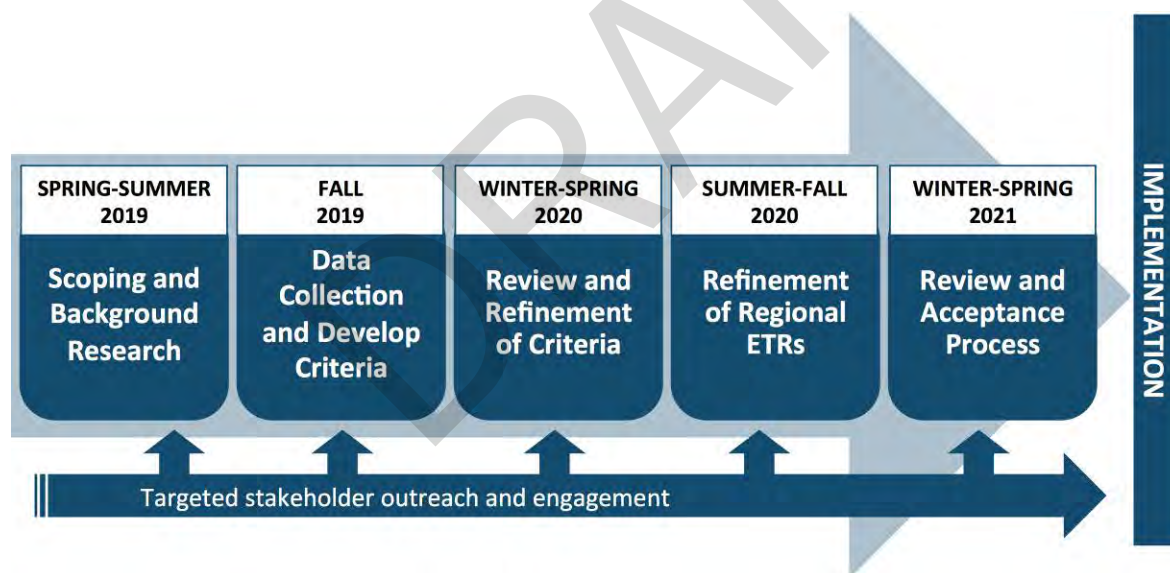 SPRING-SUMMER
2019
Scoping and
Background
Research
FALL
2019
Data
Collection
and Develop
Criteria
WINTER-SPRING
2020
Review and
Refinement
of Criteria
SUMMER-FALL
2020
Refinement
of Regional
ETRs
WINTER-SPRING
2021
Review and
Acceptance
Process
IMPLEMENTATION
Targeted stakeholder outreach and engagement